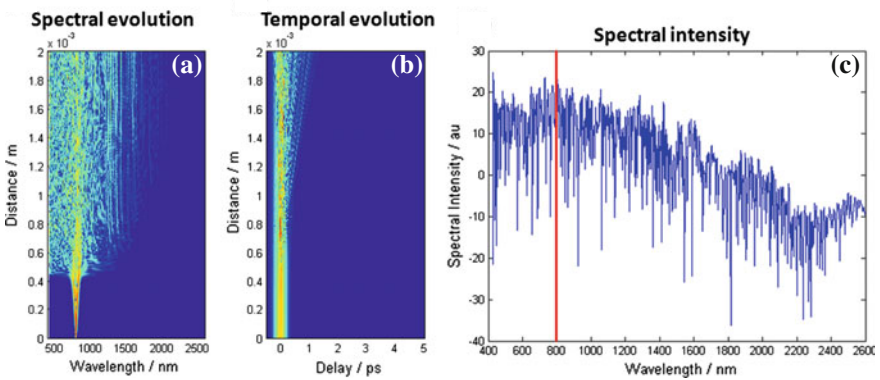 Spectral evolution
Temporal evolution
Spectral intensity
x 10⁻³
2
1.8
1.6
1.4
1.2
1
0.8
0.6
0.4
0.2
0
Distance / m
(a)
500 1000 1500 2000 2500
Wavelength / nm
x 10⁻³
2
1.8
1.6
1.4
1.2
1
0.8
0.6
0.4
0.2
0
Distance / m
(b)
0 1 2 3 4 5
Delay / ps
30
20
10
0
-10
-20
-30
-40
Spectral Intensity / au
(c)
400 600 800 1000 1200 1400 1600 1800 2000 2200 2400 2600
Wavelength / nm